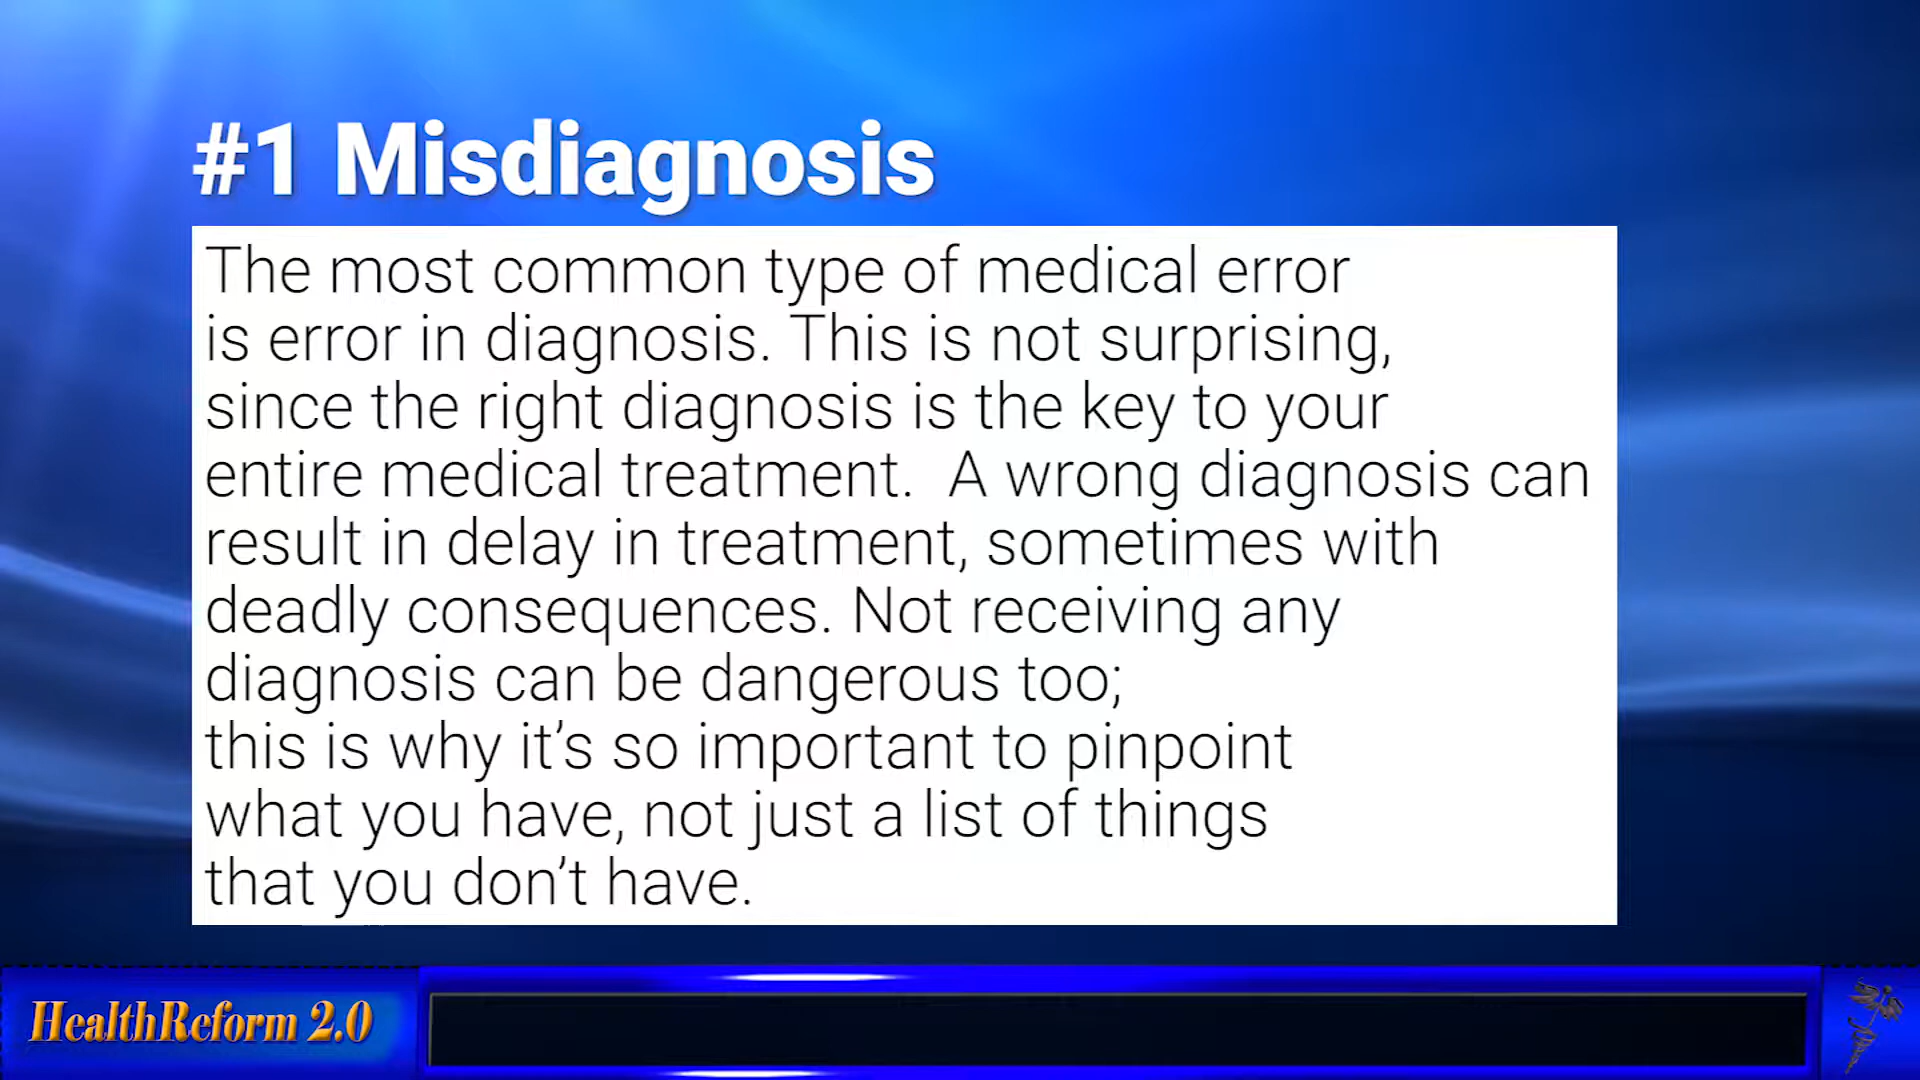 #1 Misdiagnosis
The most common type of medical error
is error in diagnosis. This is not surprising,
since the right diagnosis is the key to your
entire medical treatment.  A wrong diagnosis can
result in delay in treatment, sometimes with
deadly consequences. Not receiving any
diagnosis can be dangerous too;
this is why it’s so important to pinpoint
what you have, not just a list of things
that you don’t have.
HealthReform 2.0